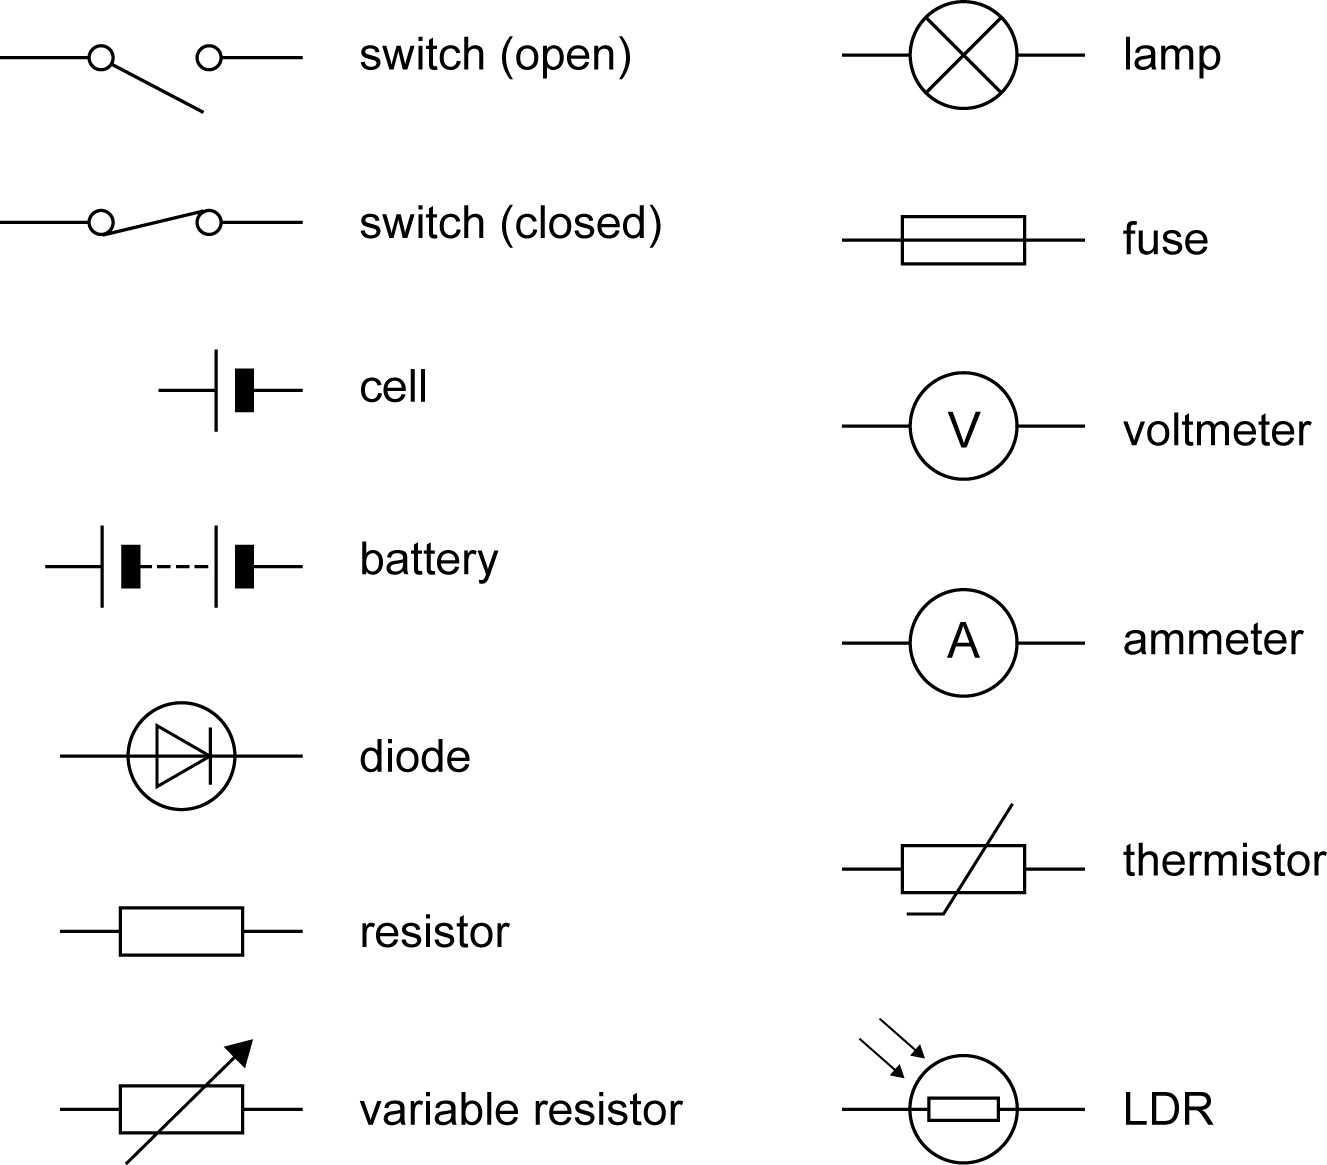 switch (open)
switch (closed)
cell
battery
diode
resistor
variable resistor
lamp
fuse
V
voltmeter
A
ammeter
thermistor
LDR